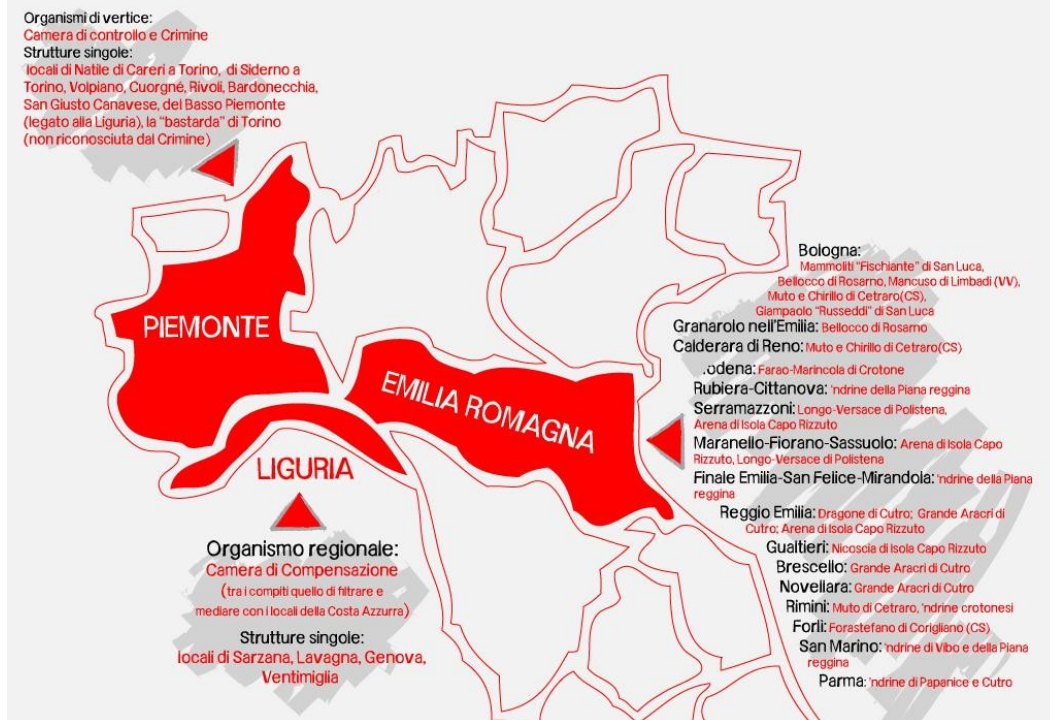 Organismi di vertice:
Camera di controllo e Crimine
Strutture singole:
locali di Natile di Careri a Torino, di Siderno a
Torino, Volpiano, Cuorgné, Rivoli, Bardonecchia,
San Giusto Canavese, del Basso Piemonte
(legato alla Liguria), la "bastarda" di Torino
(non riconosciuta dal Crimine)
PIEMONTE
EMILIA ROMAGNA
LIGURIA
Organismo regionale:
Camera di Compensazione
(tra i compiti quello di filtrare e
mediare con i locali della Costa Azzurra)
Strutture singole:
locali di Sarzana, Lavagna, Genova,
Ventimiglia
Bologna:
Mammoliti "Fischiante" di San Luca,
Bellocco di Rosarno, Mancuso di Limbadi (VV),
Muto e Chirillo di Cetraro(CS),
Giampaolo "Russeddi" di San Luca
Granarolo nell'Emilia: Bellocco di Rosarno
Calderara di Reno: Muto e Chirillo di Cetraro(CS)
odena: Farao-Marincola di Crotone
Rubiera-Cittanova: 'ndrine della Piana reggina
Serramazzoni: Longo-Versace di Polistena,
Arena di Isola Capo Rizzuto
Maranello-Fiorano-Sassuolo: Arena di Isola Capo
Rizzuto, Longo-Versace di Polistena
Finale Emilia-San Felice-Mirandola: 'ndrine della Piana
reggina
Reggio Emilia: Dragone di Cutro; Grande Aracri di
Cutro; Arena di Isola Capo Rizzuto
Gualtieri: Nicoscia di Isola Capo Rizzuto
Brescello: Grande Aracri di Cutro
Novellara: Grande Aracri di Cutro
Rimini: Muto di Cetraro, 'ndrine crotonesi
Forlì: Forastefano di Corigliano (CS)
San Marino: 'ndrine di Vibo e della Piana
reggina
Parma: 'ndrine di Papanice e Cutro